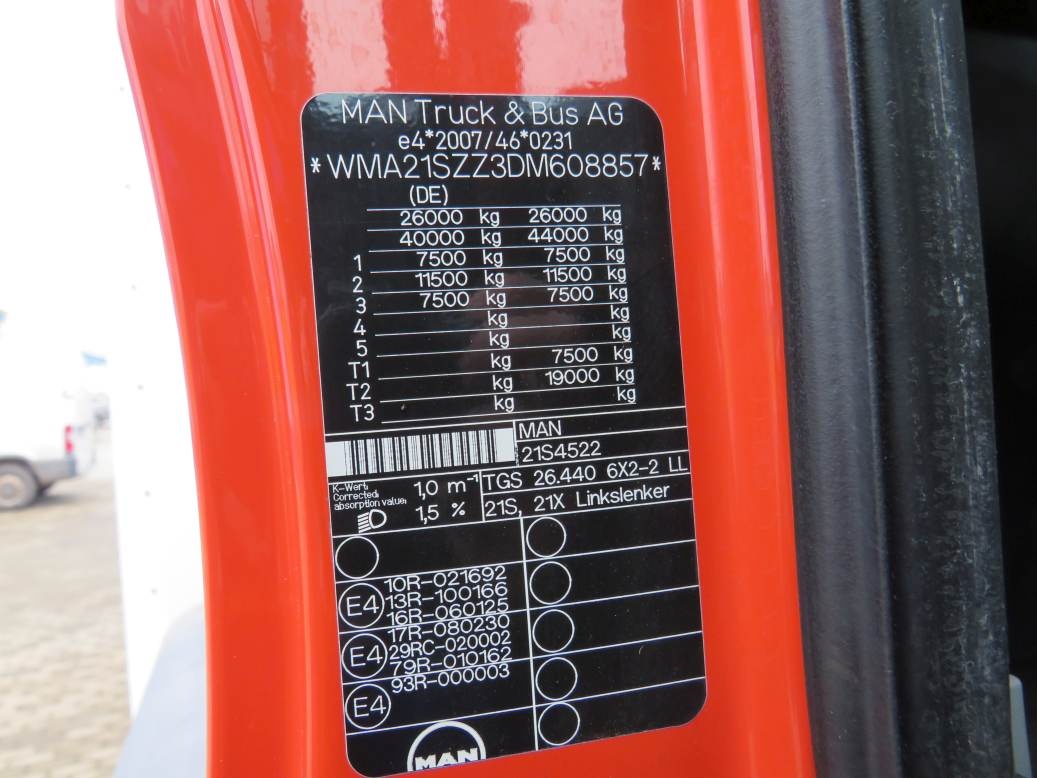 MAN Truck & Bus AG
e4*2007/46*0231
*WMA21SZZ3DM608857*
(DE)
26000 kg 26000 kg
40000 kg 44000 kg
1 7500 kg 7500 kg
2 11500 kg 11500 kg
3 7500 kg 7500 kg
4 kg kg
5 kg kg
T1 kg 7500 kg
T2 kg 19000 kg
T3 kg kg
MAN
21S4522
K-Wert:
Corrected
absorption value:
1,0 m⁻¹
1,5 %
TGS 26.440 6X2-2 LL
21S, 21X Linkslenker
10R-021692
E4 13R-100166
16R-060125
17R-080230
E4 29RC-020002
79R-010162
93R-000003
E4
MAN